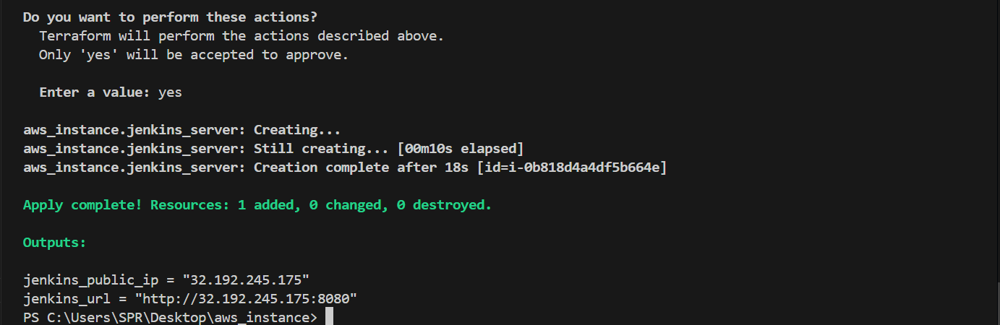 Do you want to perform these actions?
Terraform will perform the actions described above.
Only 'yes' will be accepted to approve.
Enter a value: yes
aws_instance.jenkins_server: Creating...
aws_instance.jenkins_server: Still creating... [00m10s elapsed]
aws_instance.jenkins_server: Creation complete after 18s [id=i-0b818d4a4df5b664e]
Apply complete! Resources: 1 added, 0 changed, 0 destroyed.
Outputs:
jenkins_public_ip = "32.192.245.175"
jenkins_url = "http://32.192.245.175:8080"
PS C:\Users\SPR\Desktop\aws_instance>